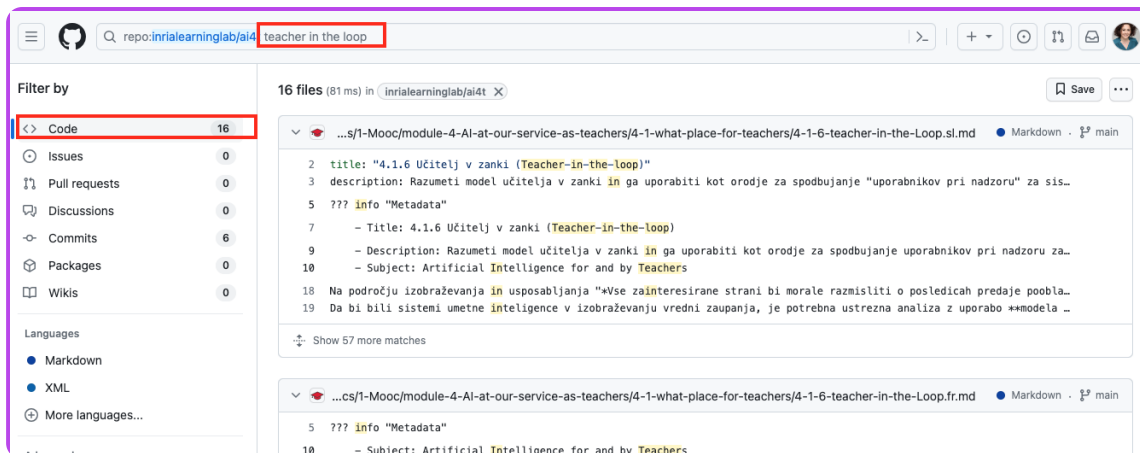 repo:inrialearninglab/ai4 teacher in the loop
Filter by
Code 16
Issues 0
Pull requests 0
Discussions 0
Commits 6
Packages 0
Wikis 0
Languages
Markdown
XML
More languages...
16 files (81 ms) in inrialearninglab/ai4t
Save
...s/1-Mooc/module-4-AI-at-our-service-as-teachers/4-1-what-place-for-teachers/4-1-6-teacher-in-the-Loop.sl.md Markdown · main
2 title: "4.1.6 Učitelj v zanki (Teacher-in-the-loop)"
3 description: Razumeti model učitelja v zanki in ga uporabiti kot orodje za spodbujanje "uporabnikov pri nadzoru" za sis…
5 ??? info "Metadata"
7 - Title: 4.1.6 Učitelj v zanki (Teacher-in-the-loop)
9 - Description: Razumeti model učitelja v zanki in ga uporabiti kot orodje za spodbujanje uporabnikov pri nadzoru za…
10 - Subject: Artificial Intelligence for and by Teachers
18 Na področju izobraževanja in usposabljanja "*Vse zainteresirane strani bi morale razmisliti o posledicah predaje poobla…
19 Da bi bili sistemi umetne inteligence v izobraževanju vredni zaupanja, je potrebna ustrezna analiza z uporabo **modela …
Show 57 more matches
...cs/1-Mooc/module-4-AI-at-our-service-as-teachers/4-1-what-place-for-teachers/4-1-6-teacher-in-the-Loop.fr.md Markdown · main
5 ??? info "Metadata"
10 - Subject: Artificial Intelligence for and by Teachers